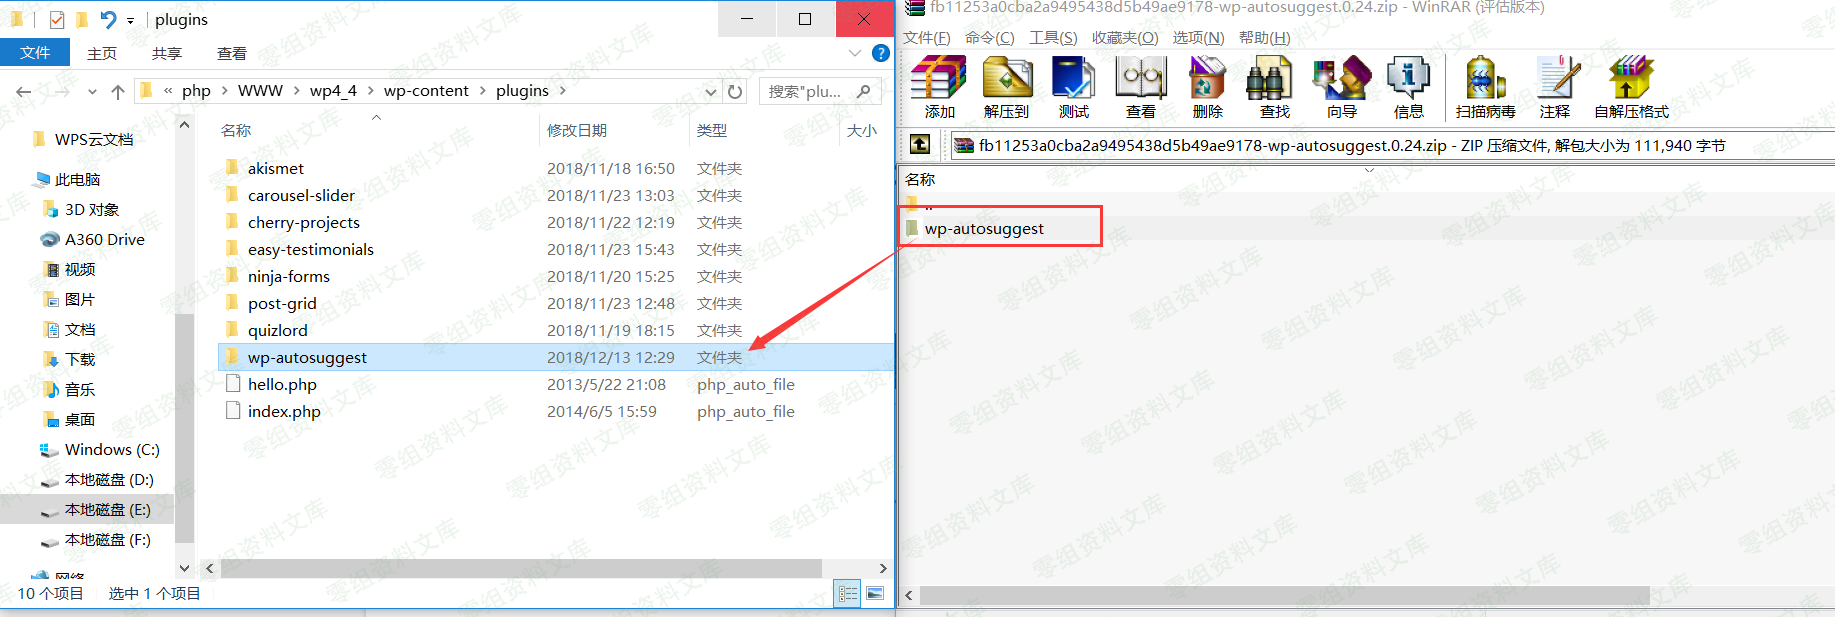 plugins
文件 主页 共享 查看
« php › WWW › wp4_4 › wp-content › plugins ›
搜索"plu...
WPS云文档
此电脑
3D 对象
A360 Drive
视频
图片
文档
下载
音乐
桌面
Windows (C:)
本地磁盘 (D:)
本地磁盘 (E:)
本地磁盘 (F:)
网络
名称 修改日期 类型 大小
akismet 2018/11/18 16:50 文件夹
carousel-slider 2018/11/23 13:03 文件夹
cherry-projects 2018/11/22 12:19 文件夹
easy-testimonials 2018/11/23 15:43 文件夹
ninja-forms 2018/11/20 15:25 文件夹
post-grid 2018/11/23 12:48 文件夹
quizlord 2018/11/19 18:15 文件夹
wp-autosuggest 2018/12/13 12:29 文件夹
hello.php 2013/5/22 21:08 php_auto_file
index.php 2014/6/5 15:59 php_auto_file
10 个项目 选中 1 个项目
fb11253a0cba2a9495438d5b49ae9178-wp-autosuggest.0.24.zip - WinRAR (评估版本)
文件(F) 命令(C) 工具(S) 收藏夹(O) 选项(N) 帮助(H)
添加 解压到 测试 查看 删除 查找 向导 信息 扫描病毒 注释 自解压格式
fb11253a0cba2a9495438d5b49ae9178-wp-autosuggest.0.24.zip - ZIP 压缩文件, 解包大小为 111,940 字节
名称
..
wp-autosuggest
零组资料文库